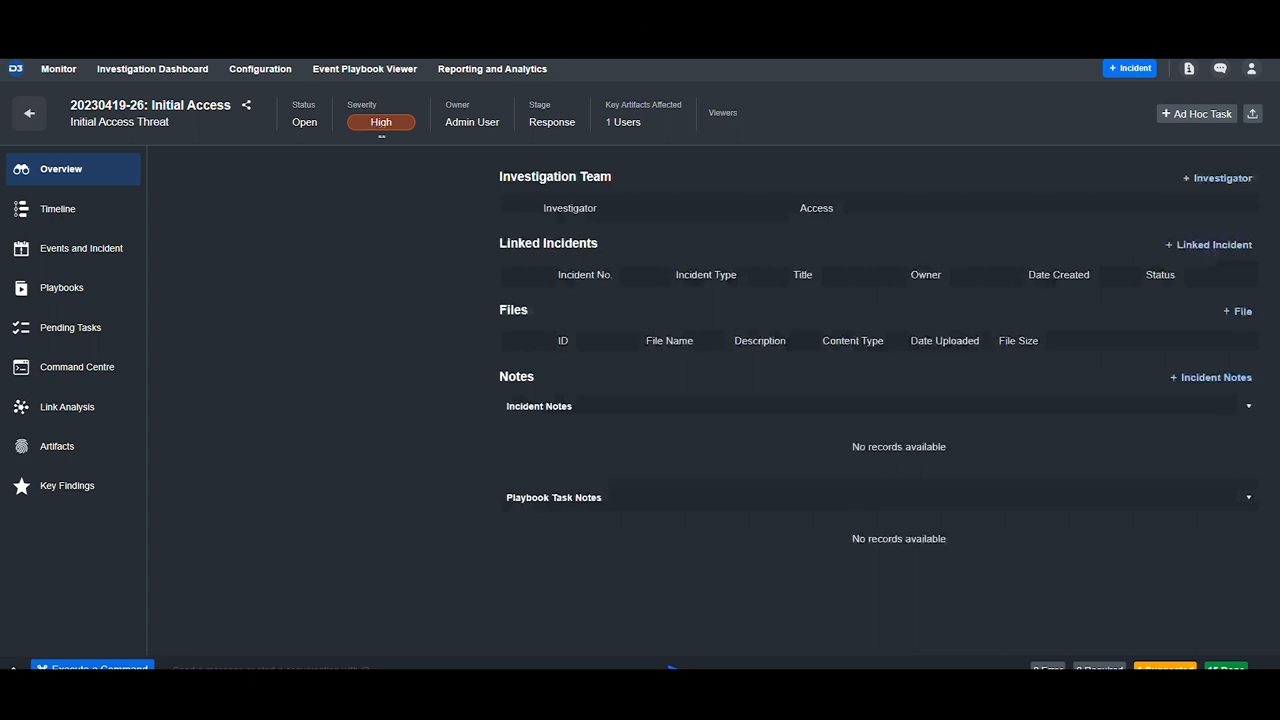 D3 Monitor Investigation Dashboard Configuration Event Playbook Viewer Reporting and Analytics + Incident
20230419-26: Initial Access
Initial Access Threat
Status
Open
Severity
High
--
Owner
Admin User
Stage
Response
Key Artifacts Affected
1 Users
Viewers
+ Ad Hoc Task
Overview
Timeline
Events and Incident
Playbooks
Pending Tasks
Command Centre
Link Analysis
Artifacts
Key Findings
Investigation Team + Investigator
Investigator Access
Linked Incidents + Linked Incident
Incident No. Incident Type Title Owner Date Created Status
Files + File
ID File Name Description Content Type Date Uploaded File Size
Notes + Incident Notes
Incident Notes
No records available
Playbook Task Notes
No records available
Execute a Command